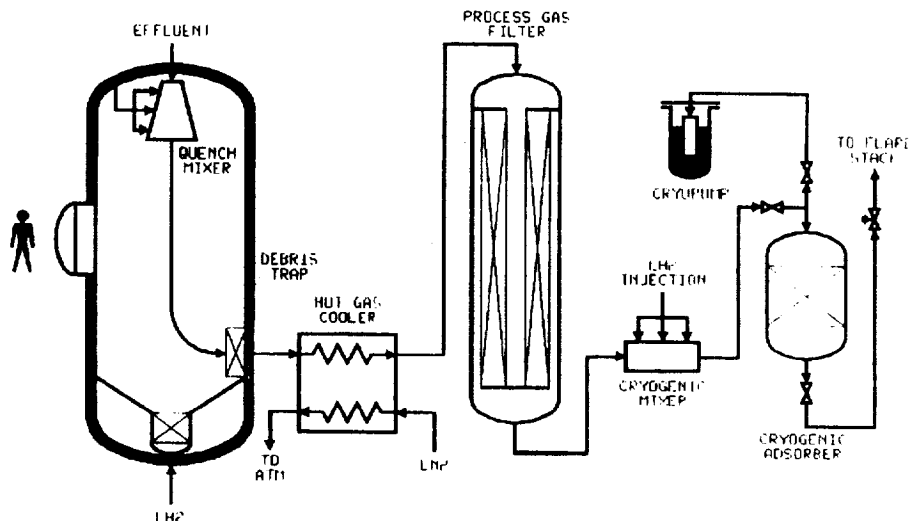 EFFLUENT
QUENCH
MIXER
DEBRIS
TRAP
HOT GAS
COOLER
TO
ATM
LN2
LH2
PROCESS GAS
FILTER
LH2
INJECTION
CRYOGENIC
MIXER
CRYOPUMP
TO FLARE
STACK
CRYOGENIC
ADSORBER